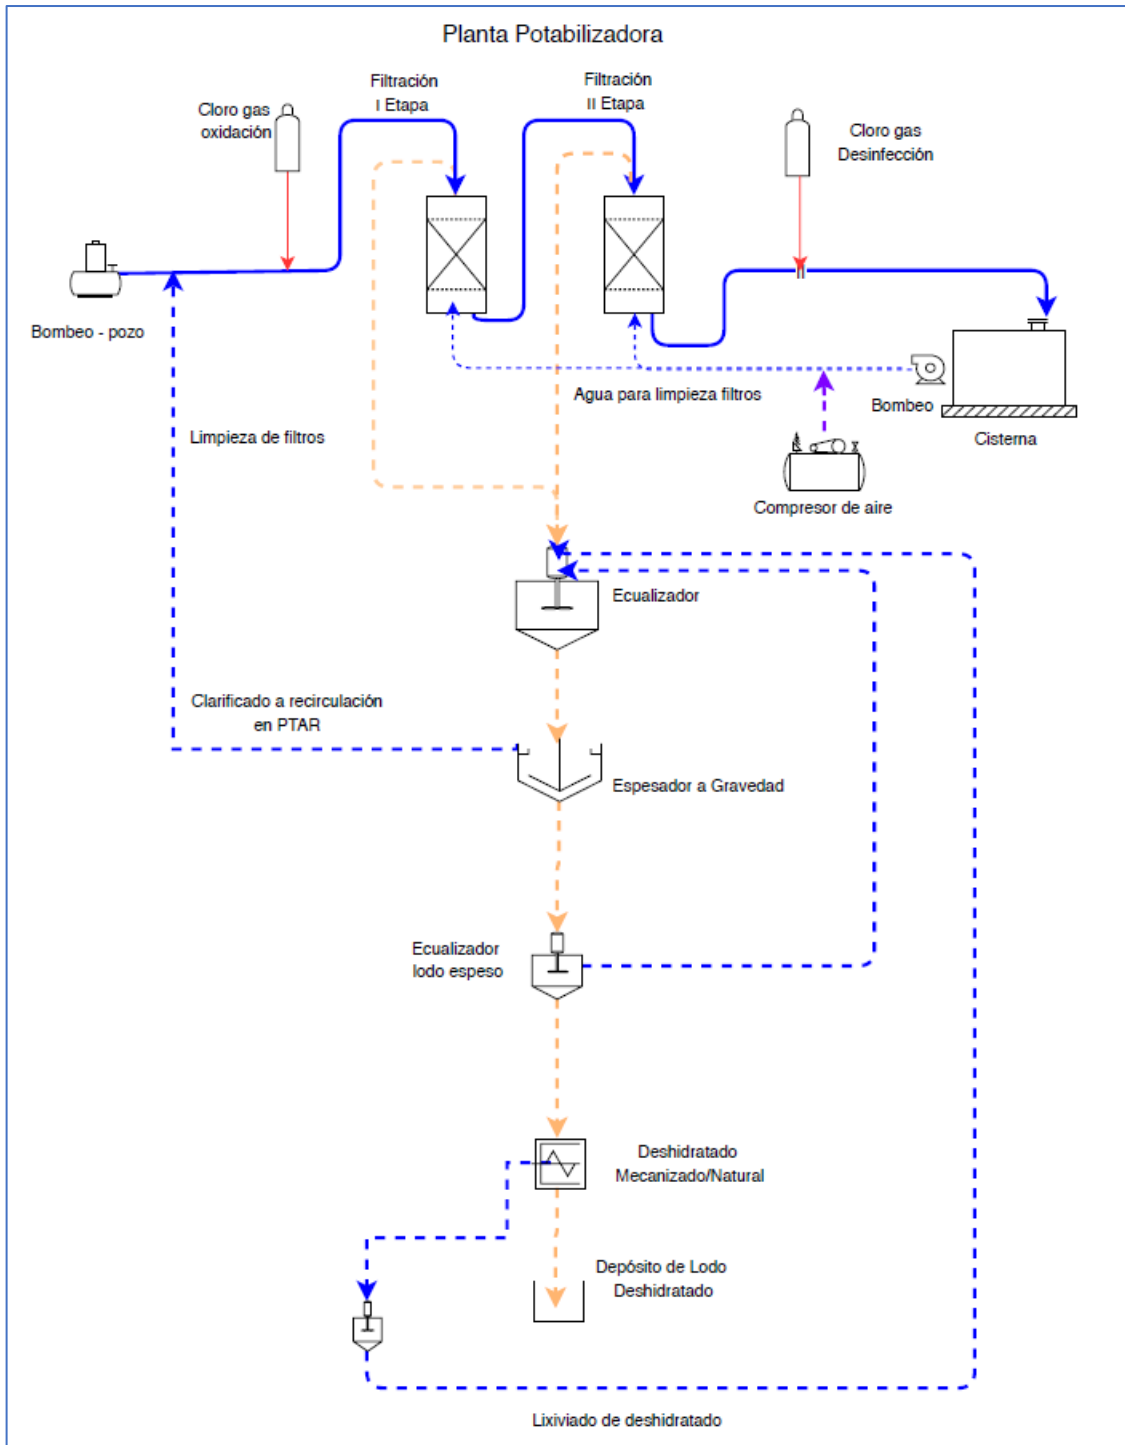 Planta Potabilizadora
Filtración
I Etapa
Filtración
II Etapa
Cloro gas
oxidación
Cloro gas
Desinfección
Bombeo - pozo
Agua para limpieza filtros
Bombeo
Cisterna
Limpieza de filtros
Compresor de aire
Ecualizador
Clarificado a recirculación
en PTAR
Espesador a Gravedad
Ecualizador
lodo espeso
Deshidratado
Mecanizado/Natural
Depósito de Lodo
Deshidratado
Lixiviado de deshidratado